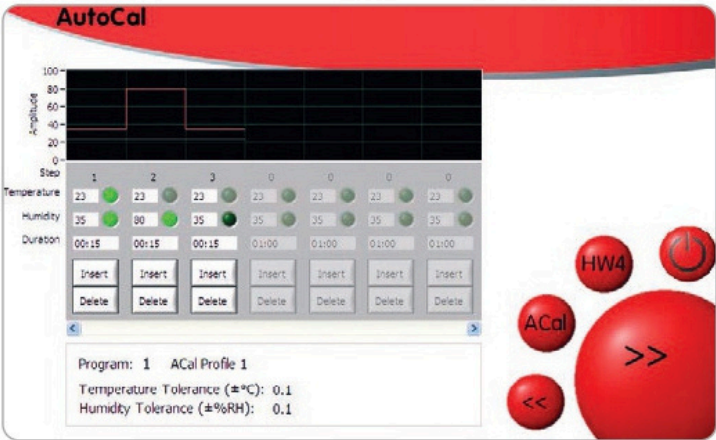 AutoCal
100
80
60
40
20
0
Amplitude
Step 1 2 3 0 0 0 0
Temperature 23 23 23 23 23 23 23
Humidity 35 80 35 35 35 35 35
Duration 00:15 00:15 00:15 01:00 01:00 01:00 01:00
Insert Insert Insert Insert Insert Insert Insert
Delete Delete Delete Delete Delete Delete Delete
Program: 1 ACal Profile 1
Temperature Tolerance (±°C): 0.1
Humidity Tolerance (±%RH): 0.1
HW4
ACal
>>
<<